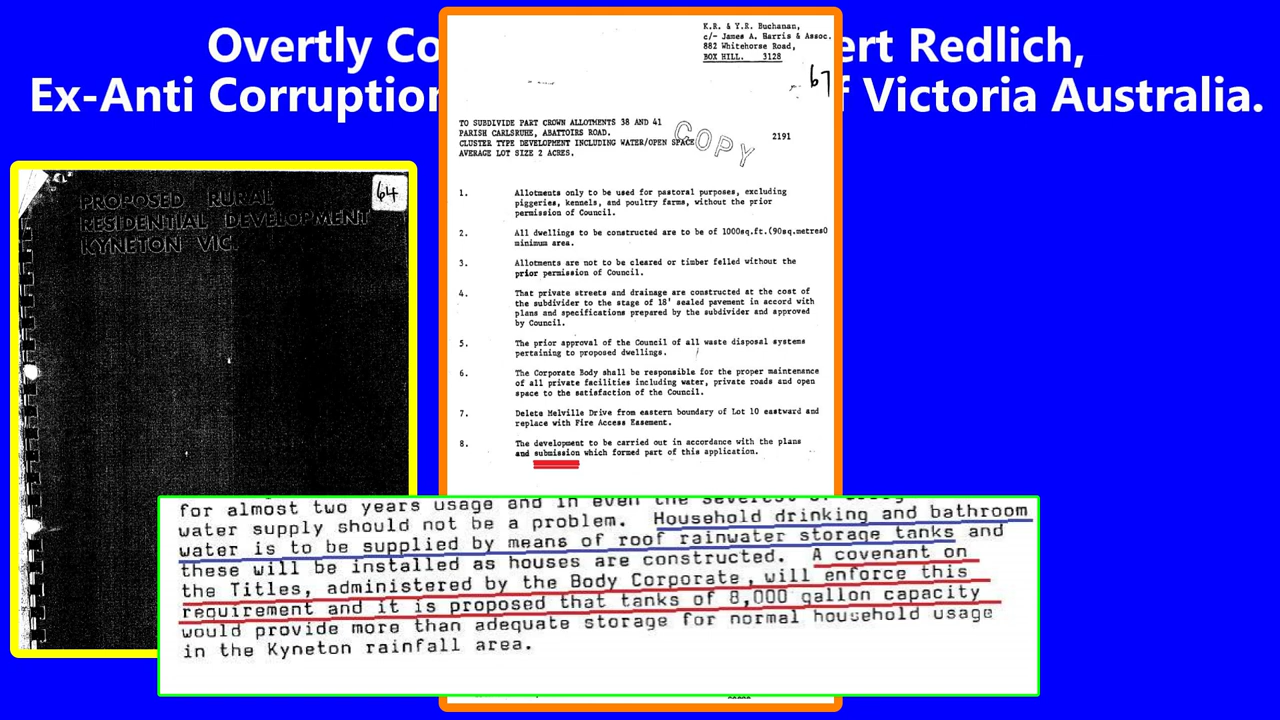 Overtly Co ert Redlich,
Ex-Anti Corruption f Victoria Australia.
64
PROPOSED RURAL
RESIDENTIAL DEVELOPMENT
KYNETON VIC.
K.R. & Y.R. Buchanan,
c/- James A. Harris & Assoc.
882 Whitehorse Road,
BOX HILL. 3128
67
TO SUBDIVIDE PART CROWN ALLOTMENTS 38 AND 41
PARISH CARLSRUHE, ABATTOIRS ROAD.
CLUSTER TYPE DEVELOPMENT INCLUDING WATER/OPEN SPACE
AVERAGE LOT SIZE 2 ACRES.
COPY
2191
1. Allotments only to be used for pastoral purposes, excluding
piggeries, kennels, and poultry farms, without the prior
permission of Council.
2. All dwellings to be constructed are to be of 1000sq.ft.(90sq.metres0
minimum area.
3. Allotments are not to be cleared or timber felled without the
prior permission of Council.
4. That private streets and drainage are constructed at the cost of
the subdivider to the stage of 18' sealed pavement in accord with
plans and specifications prepared by the subdivider and approved
by Council.
5. The prior approval of the Council of all waste disposal systems
pertaining to proposed dwellings.
6. The Corporate Body shall be responsible for the proper maintenance
of all private facilities including water, private roads and open
space to the satisfaction of the Council.
7. Delete Melville Drive from eastern boundary of Lot 10 eastward and
replace with Fire Access Easement.
8. The development to be carried out in accordance with the plans
and submission which formed part of this application.
for almost two years usage and in even the severest
water supply should not be a problem. Household drinking and bathroom
water is to be supplied by means of roof rainwater storage tanks and
these will be installed as houses are constructed. A covenant on
the Titles, administered by the Body Corporate, will enforce this
requirement and it is proposed that tanks of 8,000 gallon capacity
would provide more than adequate storage for normal household usage
in the Kyneton rainfall area.